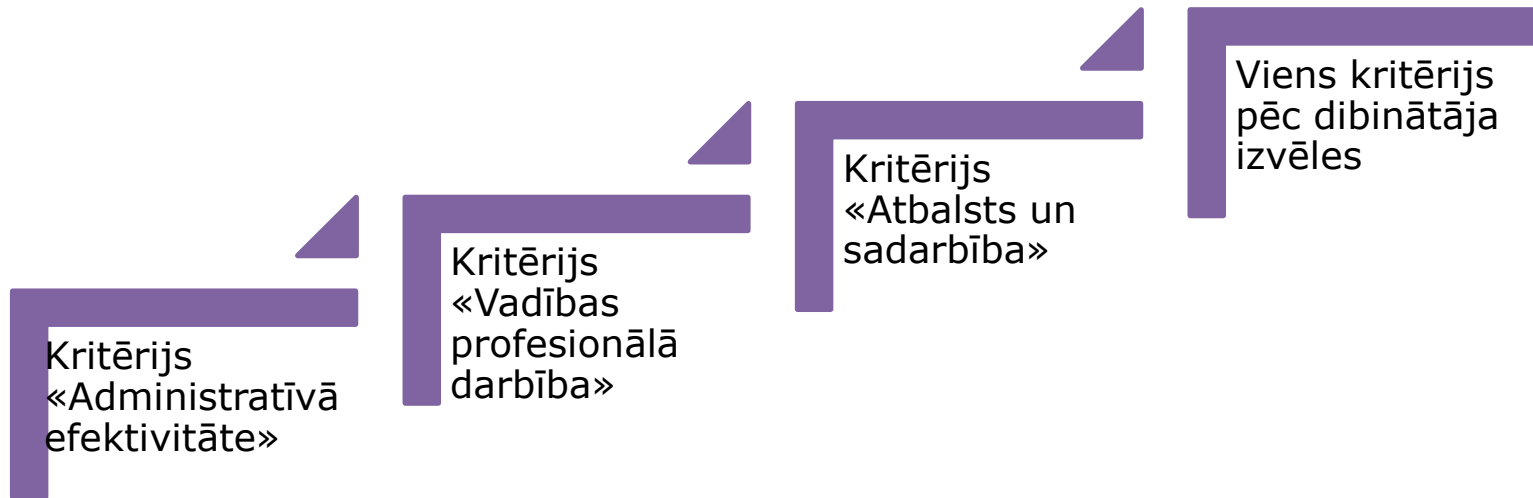 Kritērijs
«Administratīvā
efektivitāte»
Kritērijs
«Vadības
profesionālā
darbība»
Kritērijs
«Atbalsts un
sadarbība»
Viens kritērijs
pēc dibinātāja
izvēles